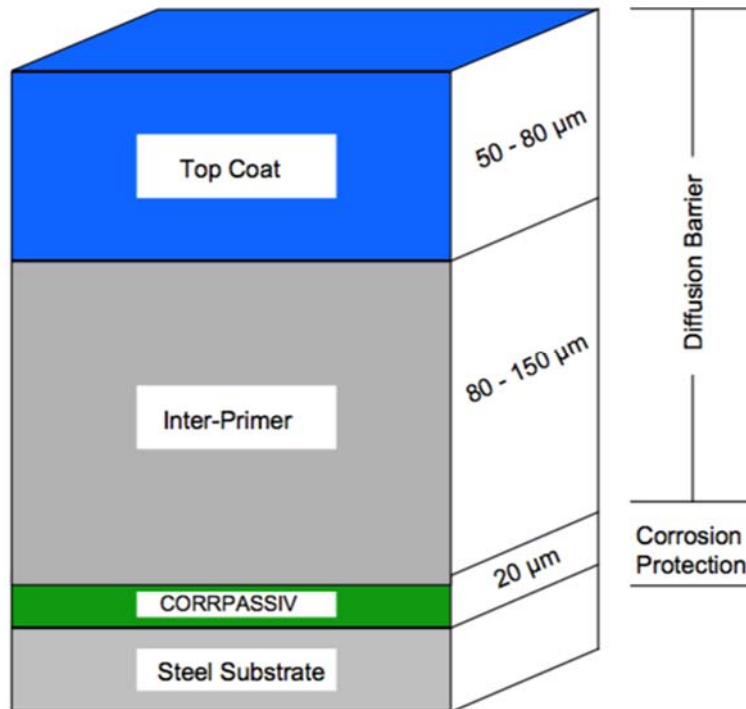 Top Coat
50 - 80 µm
Diffusion Barrier
Inter-Primer
80 - 150 µm
CORRPASSIV
20 µm
Corrosion
Protection
Steel Substrate